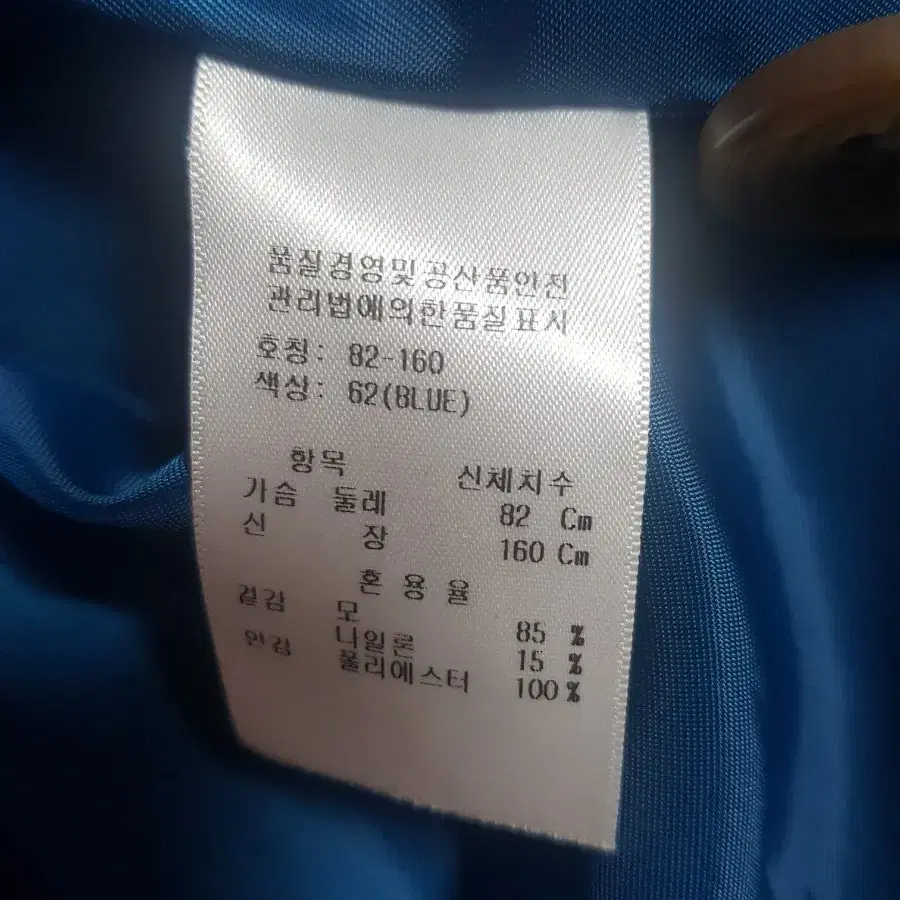 품질경영및공산품안전
관리법에의한품질표시
호칭: 82-160
색상: 62(BLUE)
항목 신체치수
가슴 둘레 82 Cm
신 장 160 Cm
혼 용 율
겉감 모 85 %
나일론 15 %
안감 폴리에스터 100%